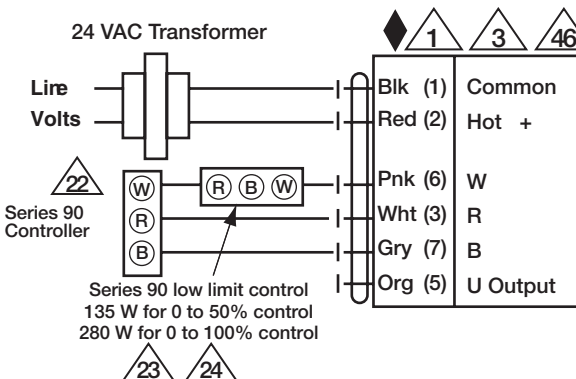 24 VAC Transformer
1 3 46
Line
Volts
Blk (1) Common
Red (2) Hot +
22
Series 90
Controller
W
R
B
R B W
Pnk (6) W
Wht (3) R
Gry (7) B
Org (5) U Output
Series 90 low limit control
135 W for 0 to 50% control
280 W for 0 to 100% control
23 24